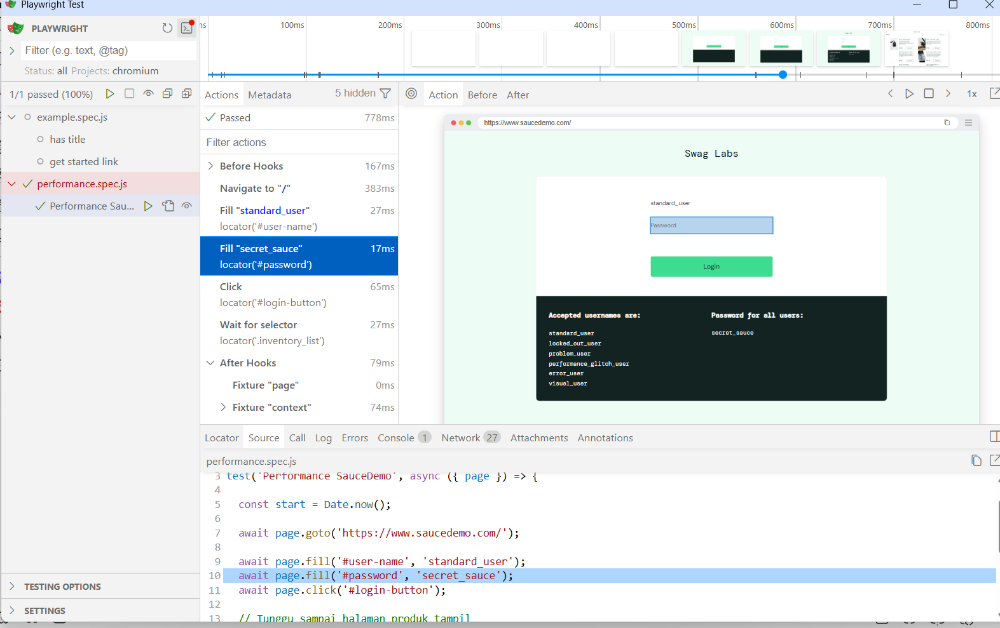 Playwright Test
PLAYWRIGHT
Filter (e.g. text, @tag)
Status: all Projects: chromium
1/1 passed (100%)
example.spec.js
has title
get started link
performance.spec.js
Performance Sau...
TESTING OPTIONS
SETTINGS
100ms
200ms
300ms
400ms
500ms
600ms
700ms
800ms
Actions Metadata 5 hidden
Passed 778ms
Filter actions
Before Hooks 167ms
Navigate to "/" 383ms
Fill "standard_user" 27ms
locator('#user-name')
Fill "secret_sauce" 17ms
locator('#password')
Click 65ms
locator('#login-button')
Wait for selector 27ms
locator('.inventory_list')
After Hooks 79ms
Fixture "page" 0ms
Fixture "context" 74ms
Action Before After 1x
https://www.saucedemo.com/
Swag Labs
standard_user
Password
Login
Accepted usernames are:
standard_user
locked_out_user
problem_user
performance_glitch_user
error_user
visual_user
Password for all users:
secret_sauce
Locator Source Call Log Errors Console 1 Network 27 Attachments Annotations
performance.spec.js
3 test('Performance SauceDemo', async ({ page }) => {
4
5 const start = Date.now();
6
7 await page.goto('https://www.saucedemo.com/');
8
9 await page.fill('#user-name', 'standard_user');
10 await page.fill('#password', 'secret_sauce');
11 await page.click('#login-button');
12
13 // Tunggu sampai halaman produk tampil